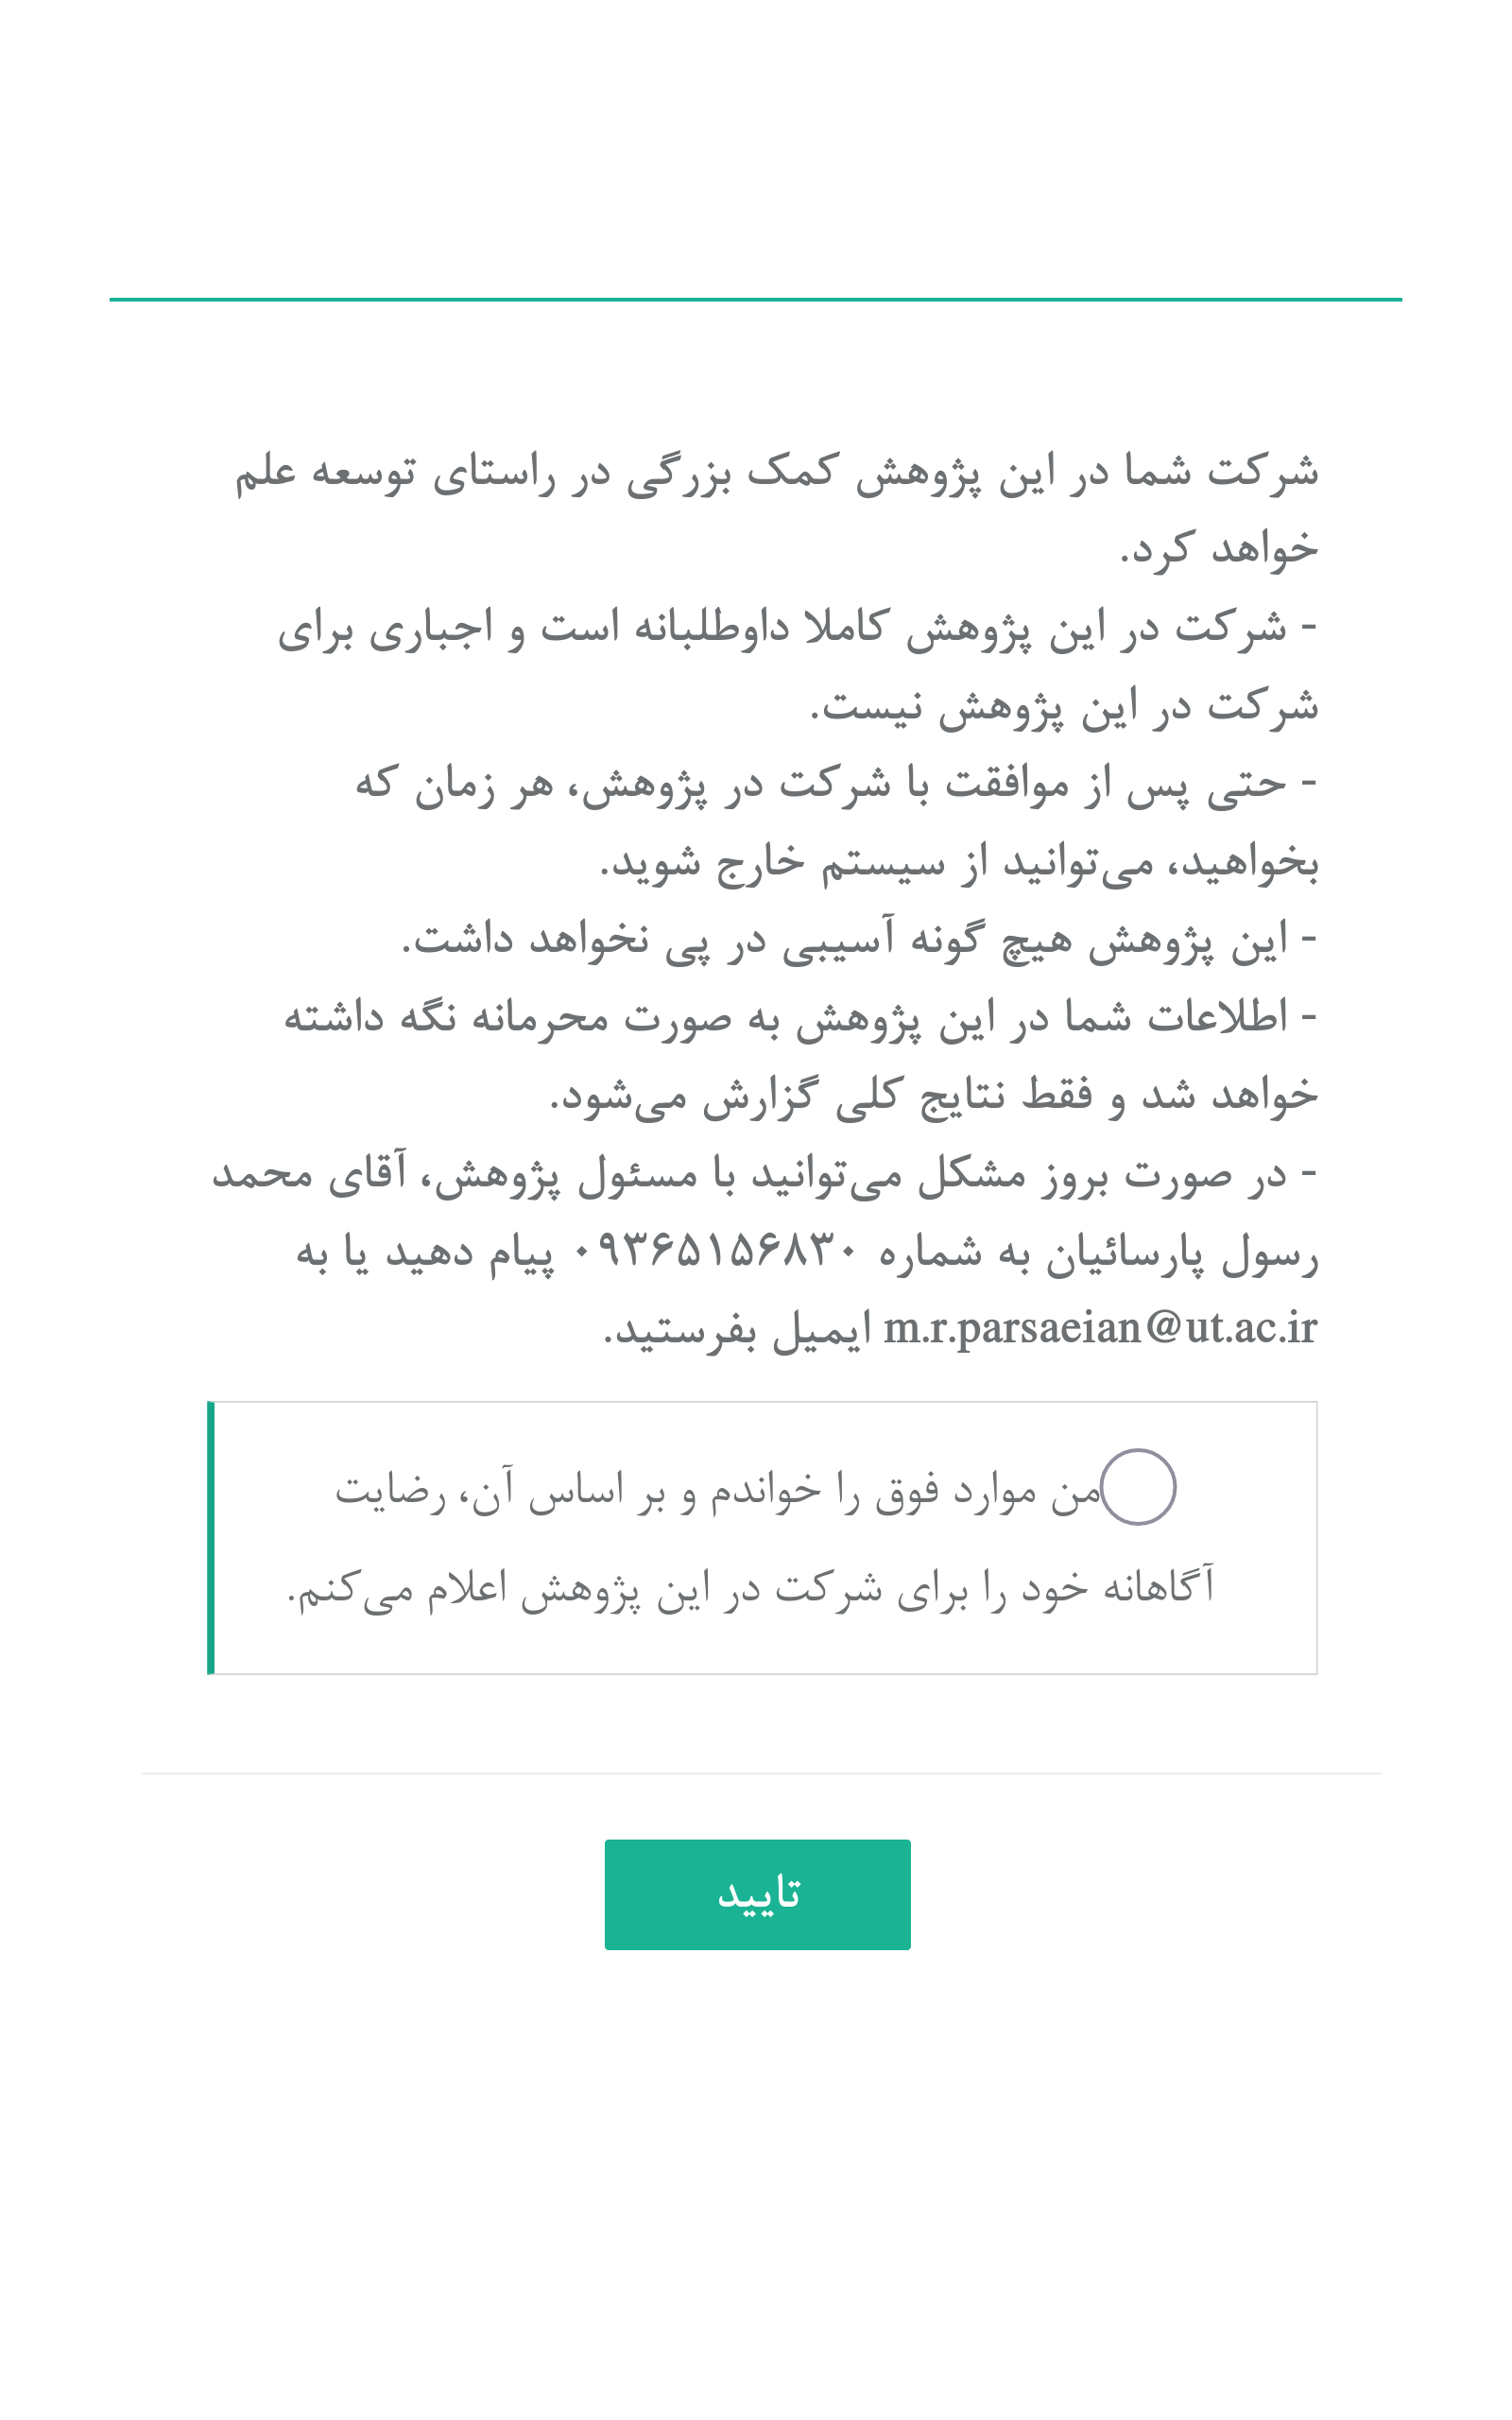 شرکت شما در این پژوهش کمک بزرگی در راستای توسعه علم
خواهد کرد.
- شرکت در این پژوهش کاملا داوطلبانه است و اجباری برای
شرکت در این پژوهش نیست.
- حتی پس از موافقت با شرکت در پژوهش، هر زمان که
بخواهید، می‌توانید از سیستم خارج شوید.
- این پژوهش هیچ گونه آسیبی در پی نخواهد داشت.
- اطلاعات شما در این پژوهش به صورت محرمانه نگه داشته
خواهد شد و فقط نتایج کلی گزارش می‌شود.
- در صورت بروز مشکل می‌توانید با مسئول پژوهش، آقای محمد
رسول پارسائیان به شماره ۰۹۳۶۵۱۵۶۸۳۰ پیام دهید یا به
mr.parsaeian@ut.ac.ir ایمیل بفرستید.
من موارد فوق را خواندم و بر اساس آن، رضایت
آگاهانه خود را برای شرکت در این پژوهش اعلام می‌کنم.
تایید